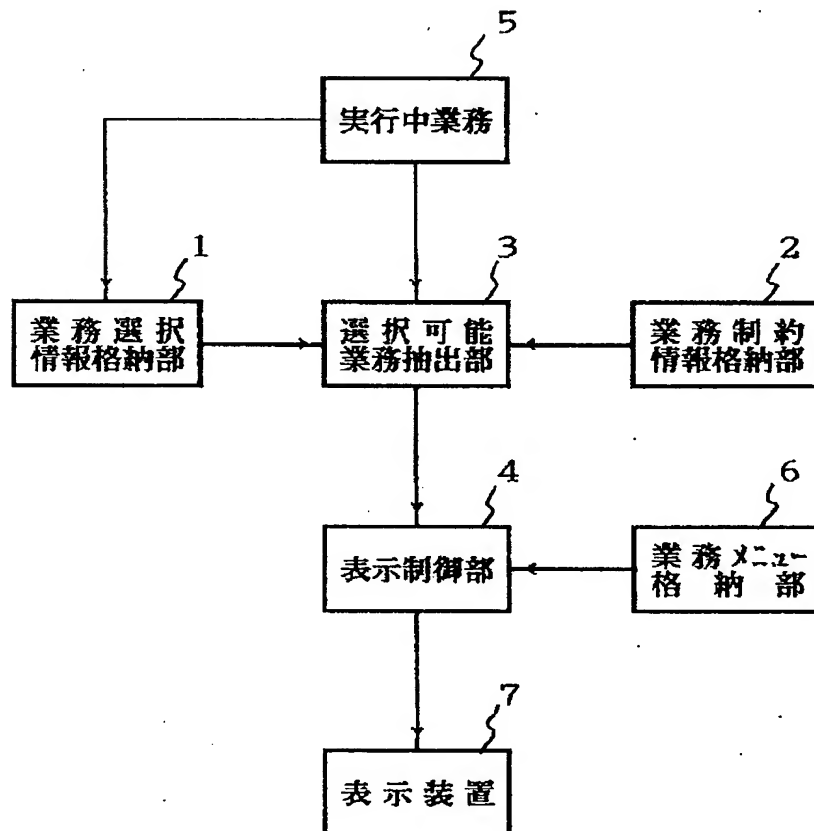 5
実行中業務
1
業務選択
情報格納部
3
選択可能
業務抽出部
2
業務制約
情報格納部
4
表示制御部
6
業務メニュー
格納部
7
表示装置